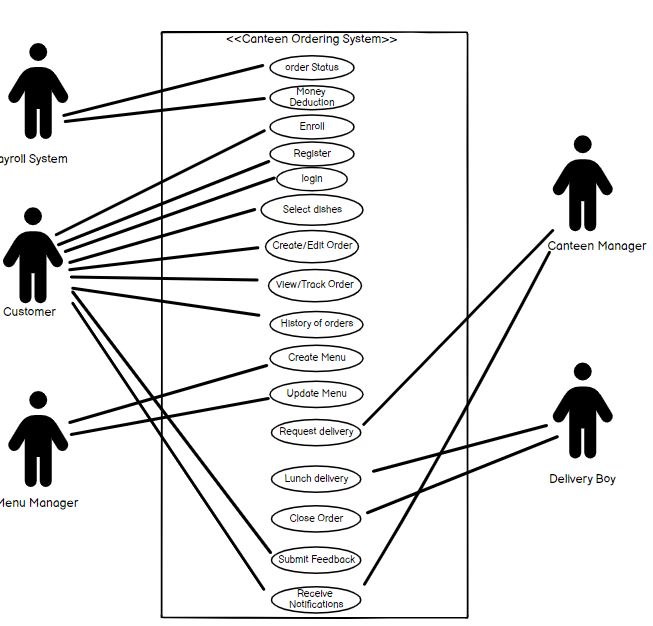 <<Canteen Ordering System>>
order Status
Money
Deduction
Enroll
ayroll System
Register
login
Select dishes
Create/Edit Order
Canteen Manager
View/Track Order
Customer
History of orders
Create Menu
Update Menu
Request delivery
Lunch delivery
Delivery Boy
Menu Manager
Close Order
Submit Feedback
Receive
Notifications